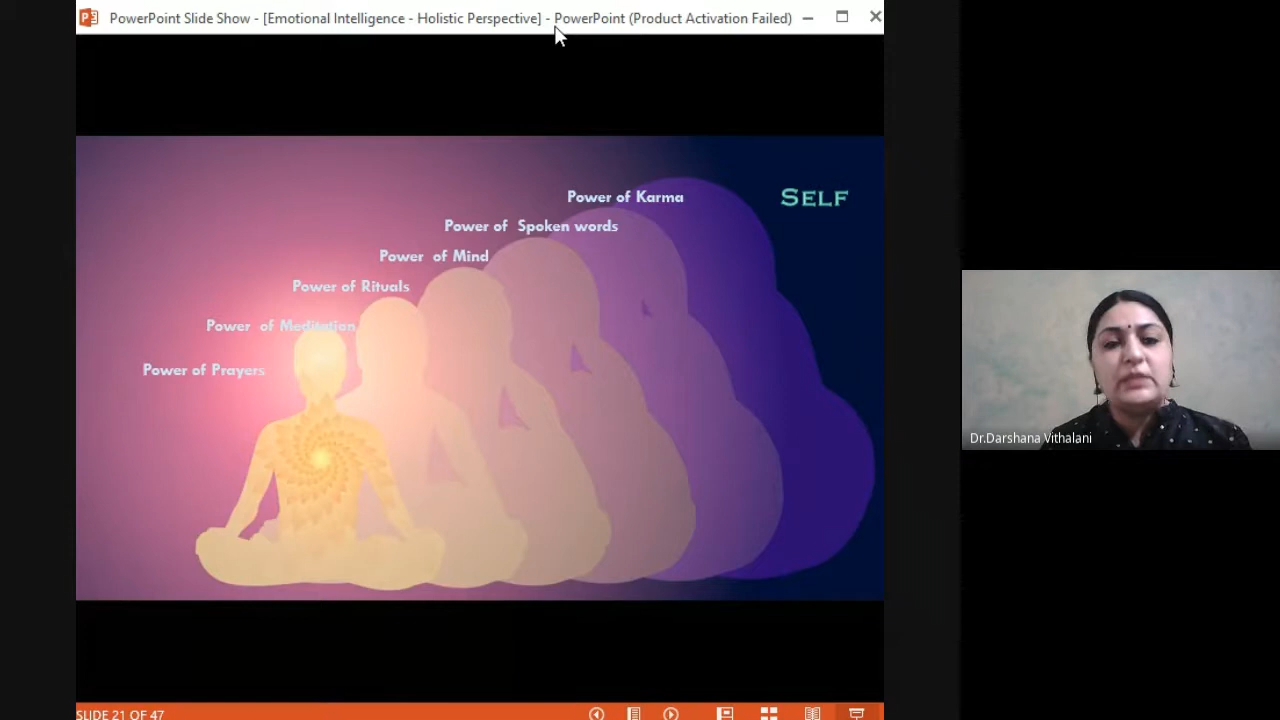 PowerPoint Slide Show - [Emotional Intelligence - Holistic Perspective] - PowerPoint (Product Activation Failed)
Power of Karma
SELF
Power of Spoken words
Power of Mind
Power of Rituals
Power of Meditation
Power of Prayers
Dr.Darshana Vithalani
SLIDE 21 OF 47